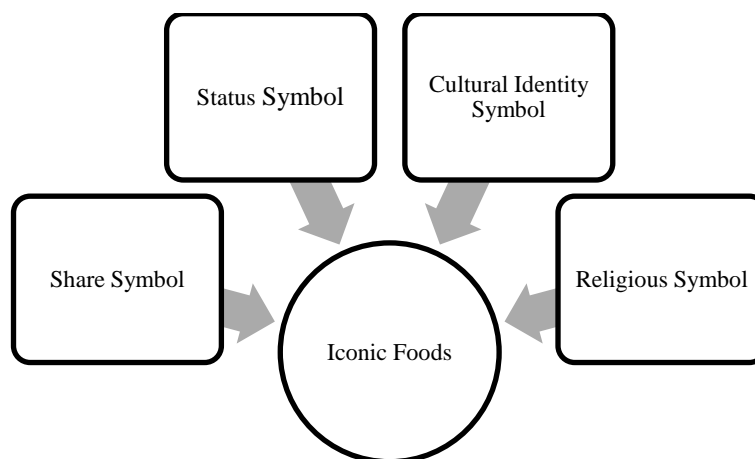 Status Symbol
Cultural Identity
Symbol
Share Symbol
Religious Symbol
Iconic Foods